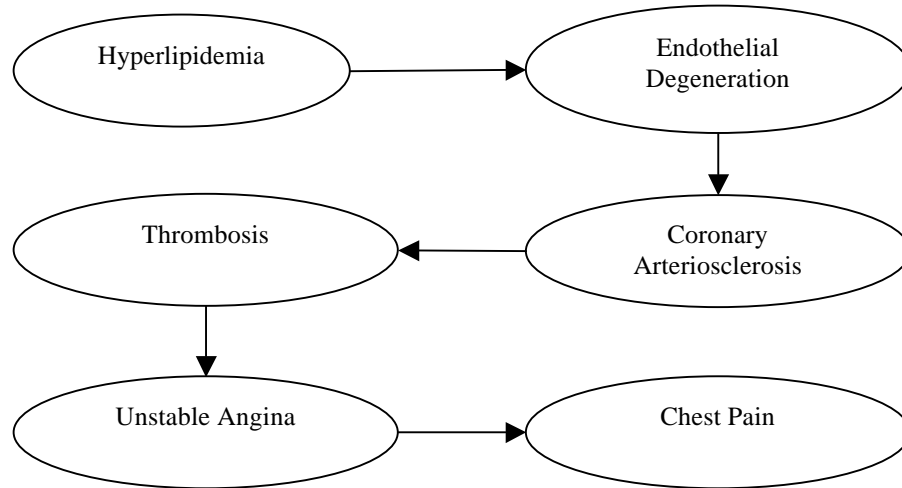 Hyperlipidemia
Endothelial
Degeneration
Thrombosis
Coronary
Arteriosclerosis
Unstable Angina
Chest Pain